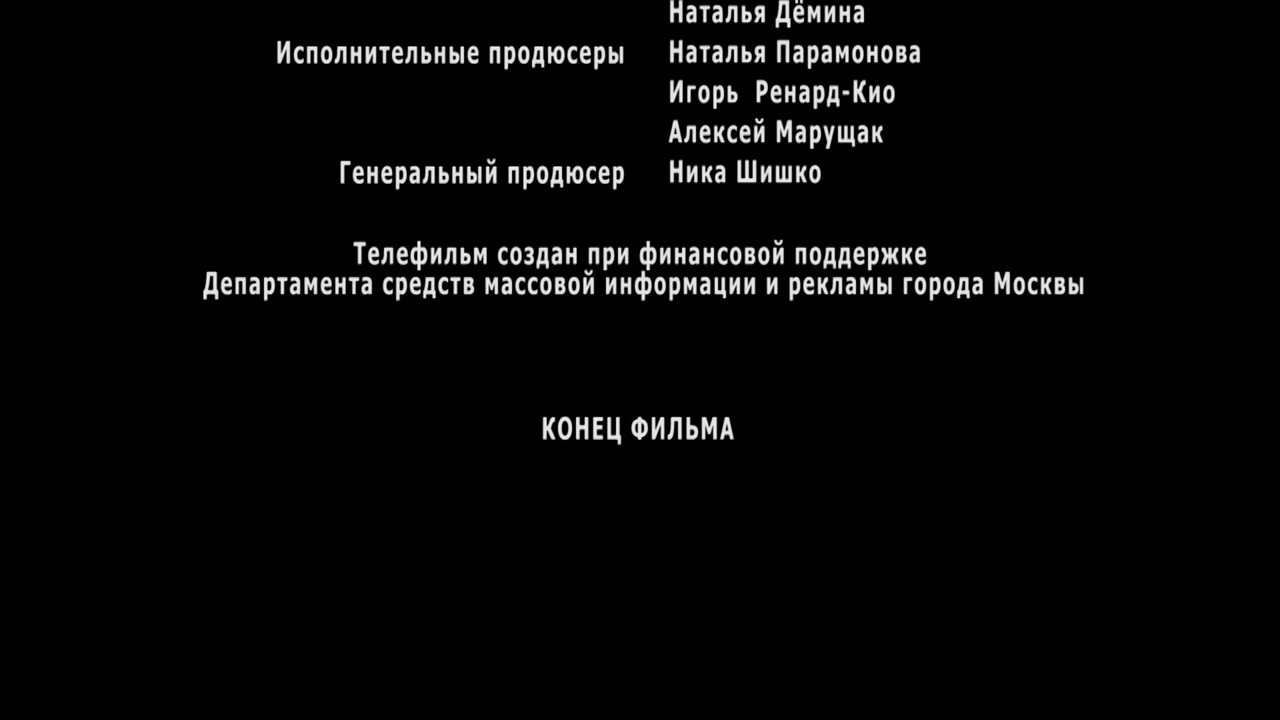 Наталья Дёмина
Исполнительные продюсеры Наталья Парамонова
Игорь Ренард-Кио
Алексей Марущак
Генеральный продюсер Ника Шишко
Телефильм создан при финансовой поддержке
Департамента средств массовой информации и рекламы города Москвы
КОНЕЦ ФИЛЬМА